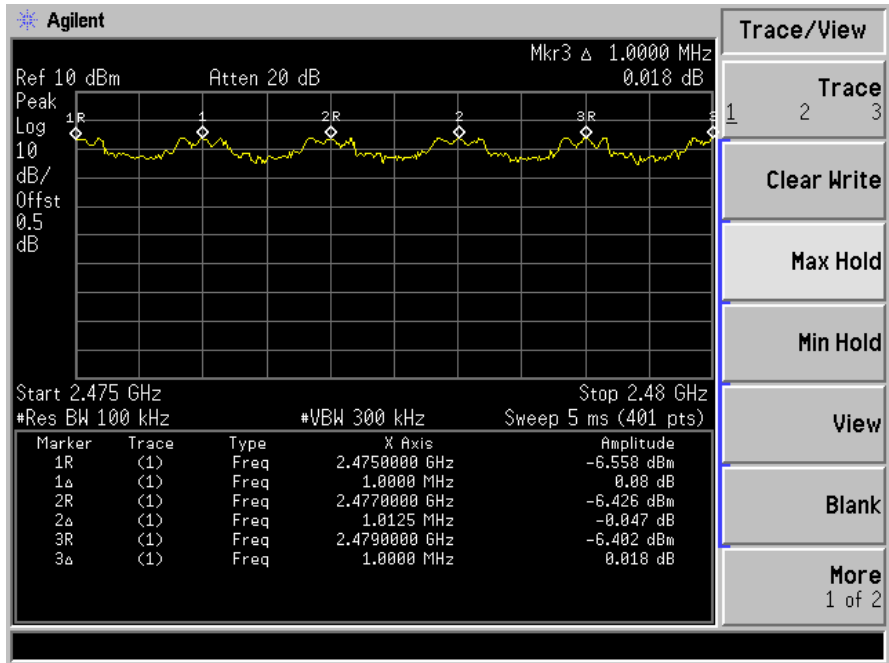 Agilent
Trace/View
Mkr3 Δ 1.0000 MHz
Ref 10 dBm Atten 20 dB 0.018 dB
Peak
Log
10
dB/
Offst
0.5
dB
1R 1 2R 2 3R 3
Start 2.475 GHz Stop 2.48 GHz
#Res BW 100 kHz #VBW 300 kHz Sweep 5 ms (401 pts)
Marker Trace Type X Axis Amplitude
1R (1) Freq 2.4750000 GHz -6.558 dBm
1Δ (1) Freq 1.0000 MHz 0.08 dB
2R (1) Freq 2.4770000 GHz -6.426 dBm
2Δ (1) Freq 1.0125 MHz -0.047 dB
3R (1) Freq 2.4790000 GHz -6.402 dBm
3Δ (1) Freq 1.0000 MHz 0.018 dB
Trace
1 2 3
Clear Write
Max Hold
Min Hold
View
Blank
More
1 of 2